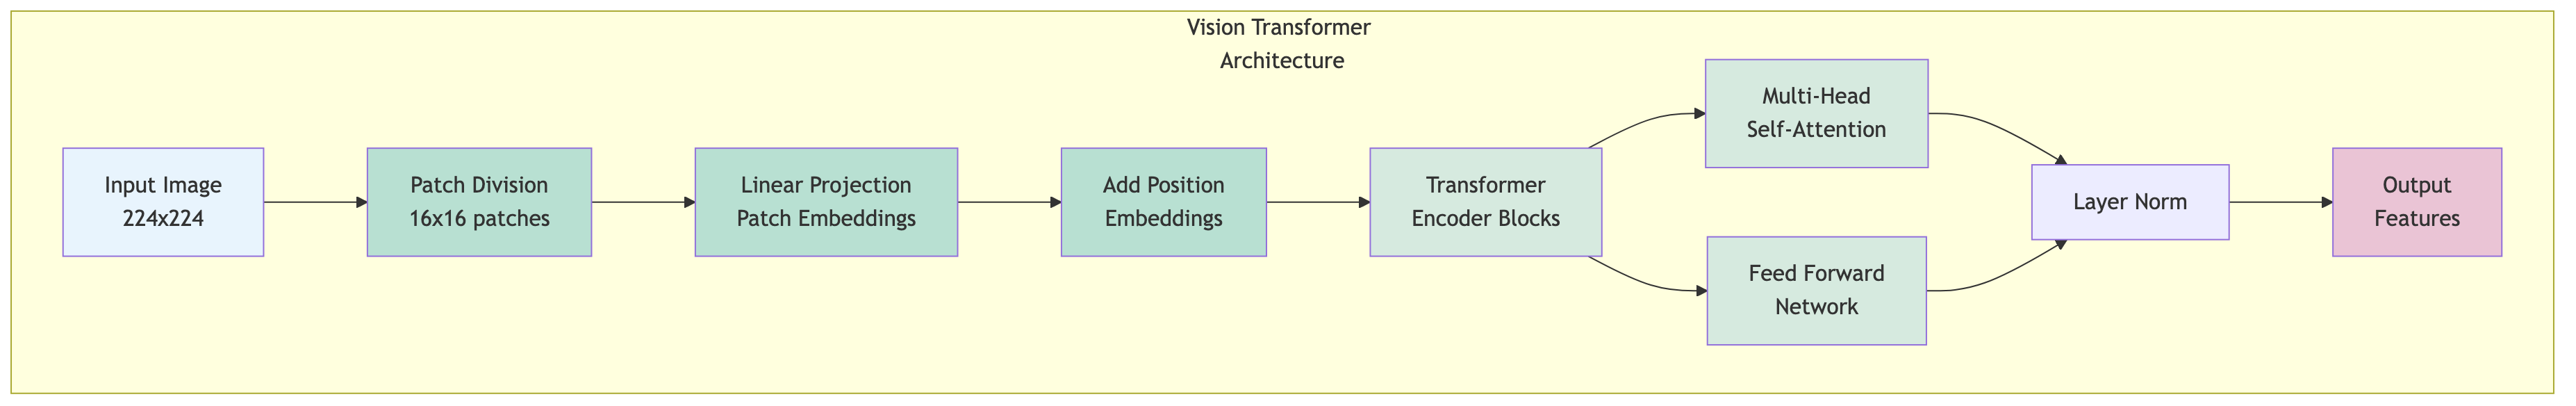 Vision Transformer
Architecture
Input Image
224x224
Patch Division
16x16 patches
Linear Projection
Patch Embeddings
Add Position
Embeddings
Transformer
Encoder Blocks
Multi-Head
Self-Attention
Feed Forward
Network
Layer Norm
Output
Features